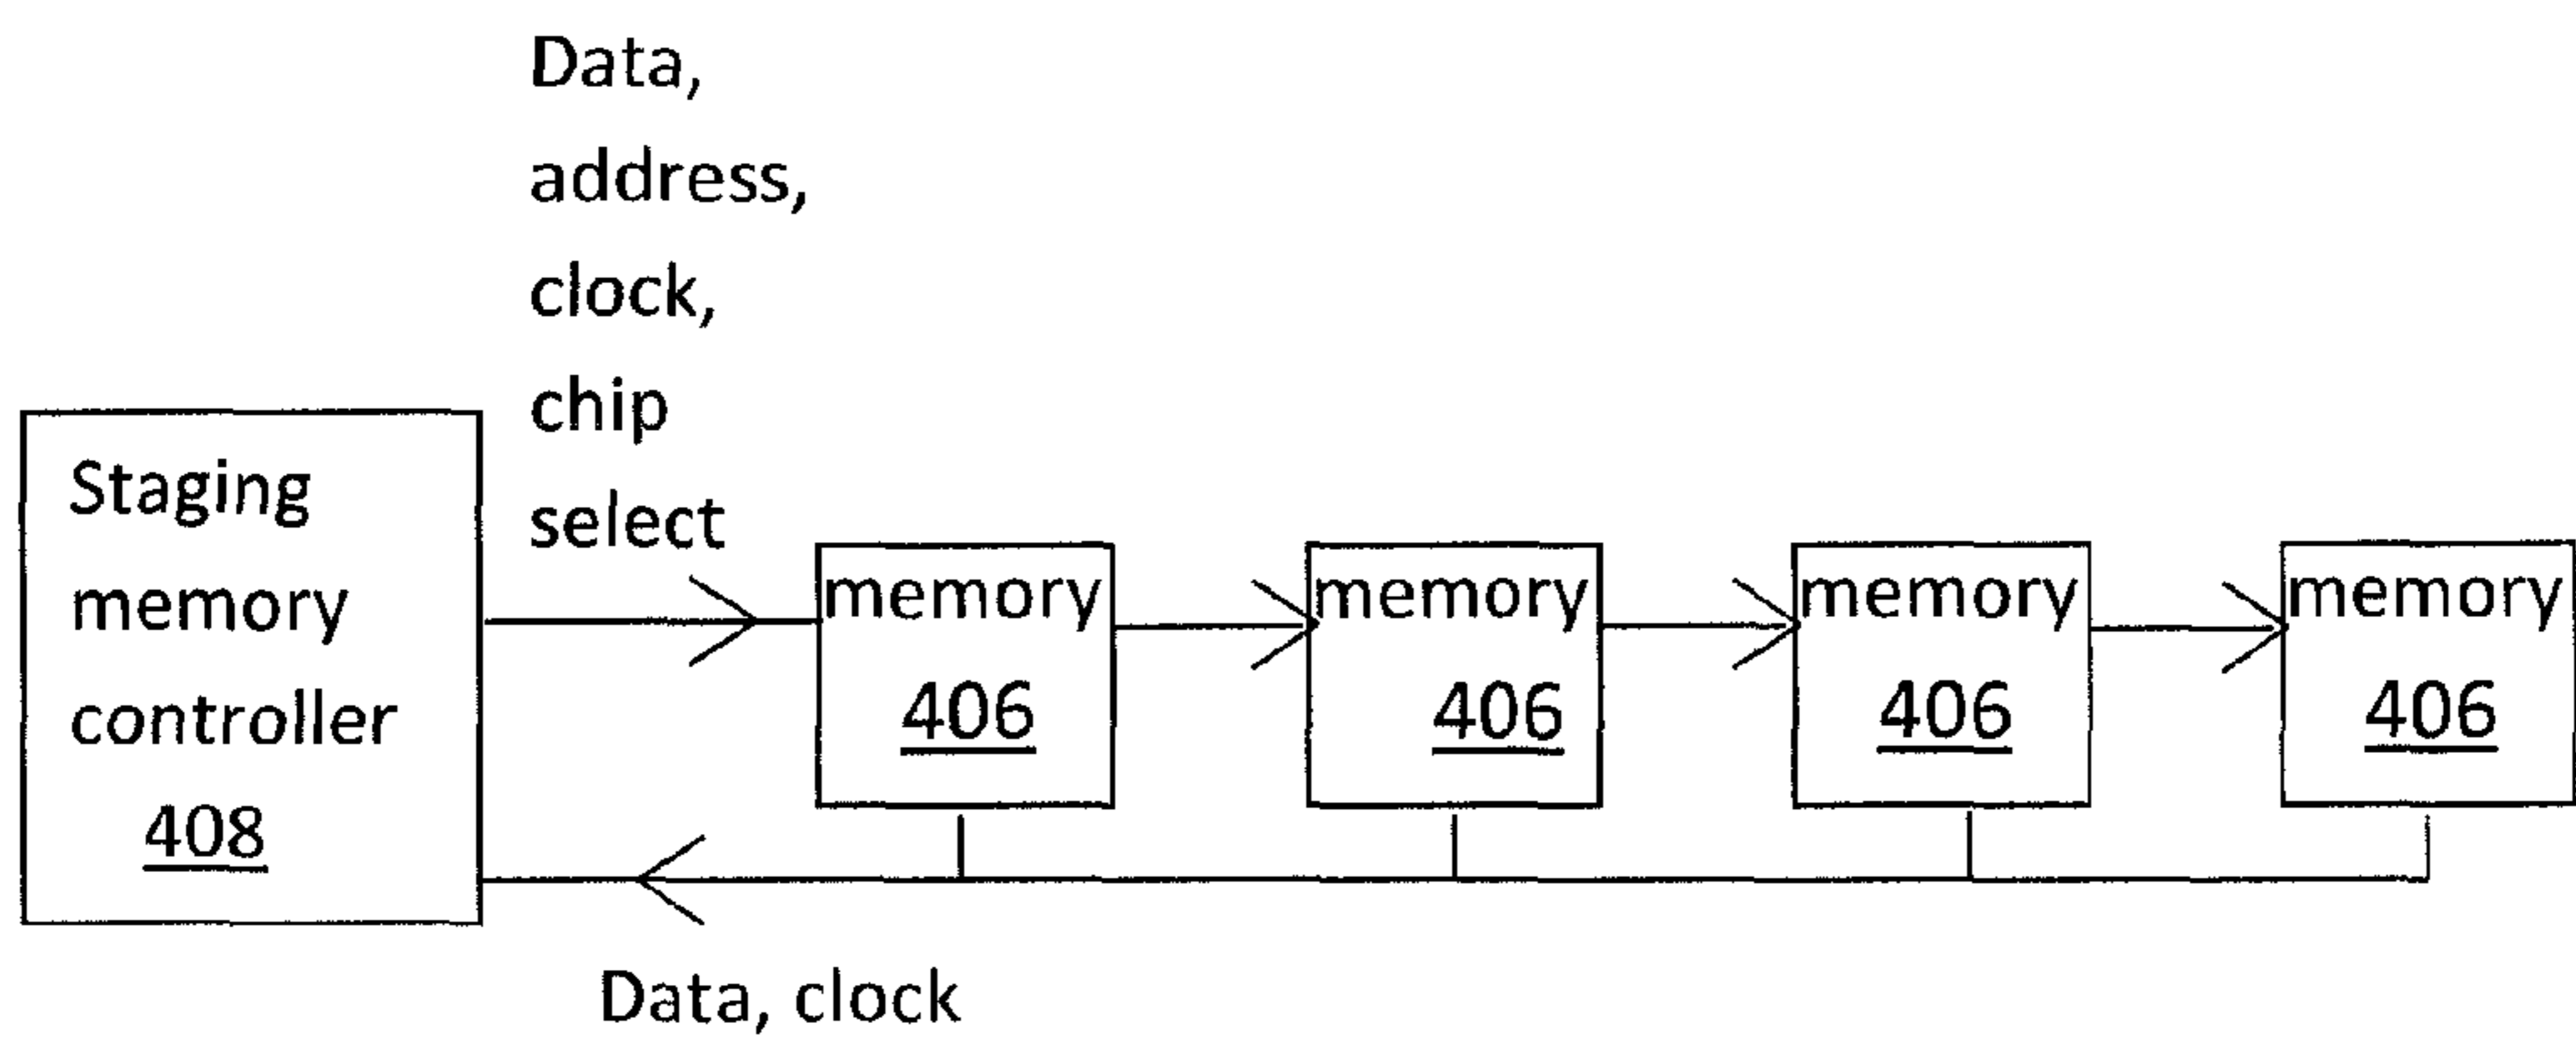 Data,
address,
clock,
chip
select
Staging
memory
controller
408
memory
406
memory
406
memory
406
memory
406
Data, clock